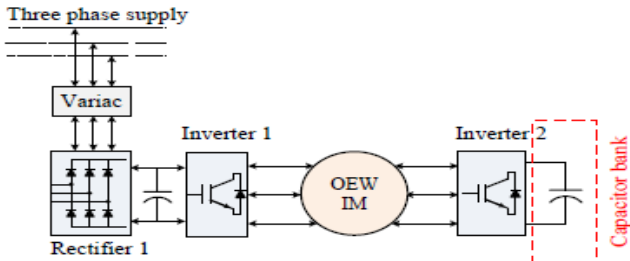 Three phase supply
Variac
Inverter 1
Inverter 2
OEW
IM
Rectifier 1
Capacitor bank